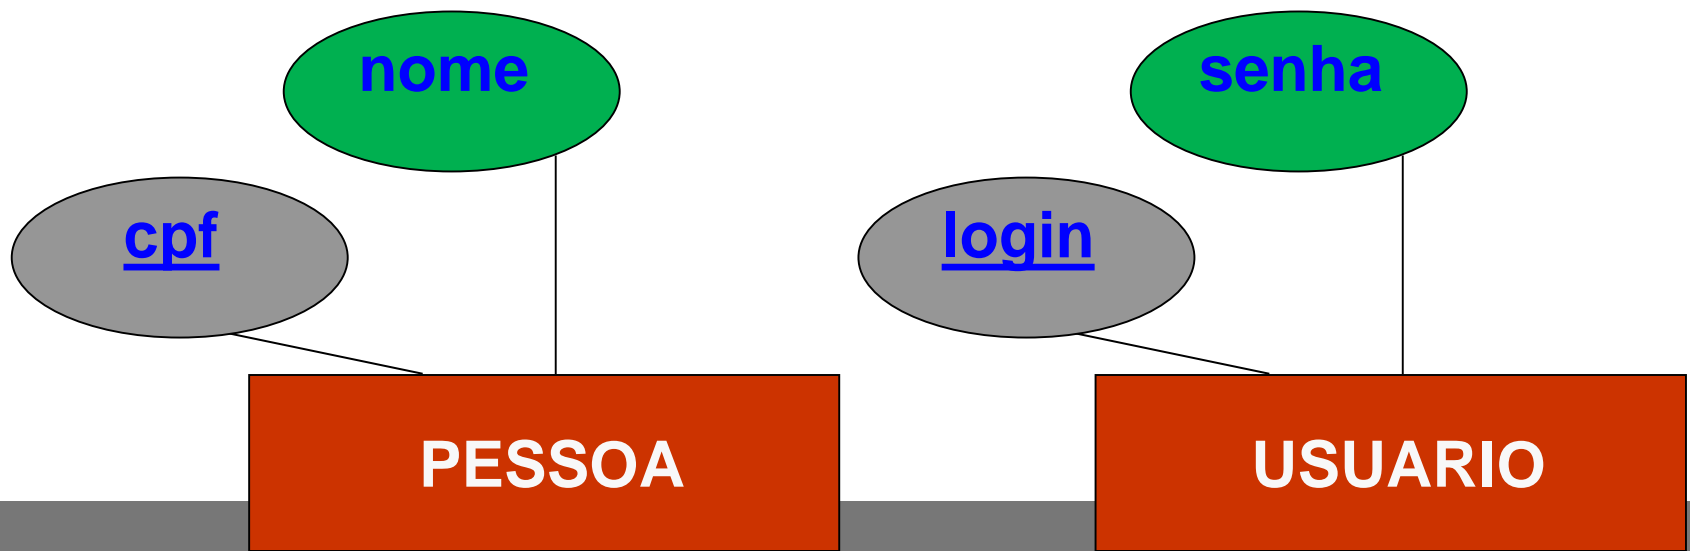 nome
senha
cpf
login
PESSOA
USUARIO